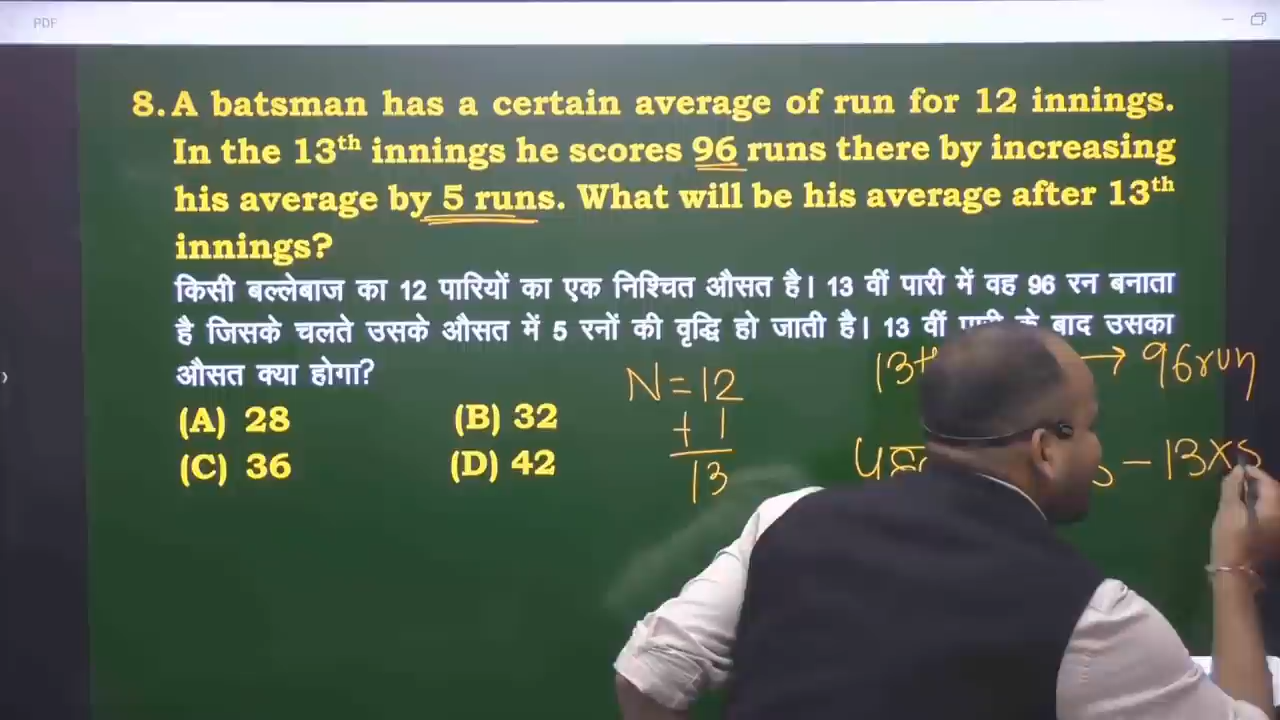 PDF
8. A batsman has a certain average of run for 12 innings.
In the 13th innings he scores 96 runs there by increasing
his average by 5 runs. What will be his average after 13th
innings?
किसी बल्लेबाज का 12 पारियों का एक निश्चित औसत है। 13 वीं पारी में वह 96 रन बनाता
है जिसके चलते उसके औसत में 5 रनों की वृद्धि हो जाती है। 13 वीं के बाद उसका
औसत क्या होगा?
(A) 28 (B) 32
(C) 36 (D) 42
N=12
+ 1
13
13th → 96run
– 13×5